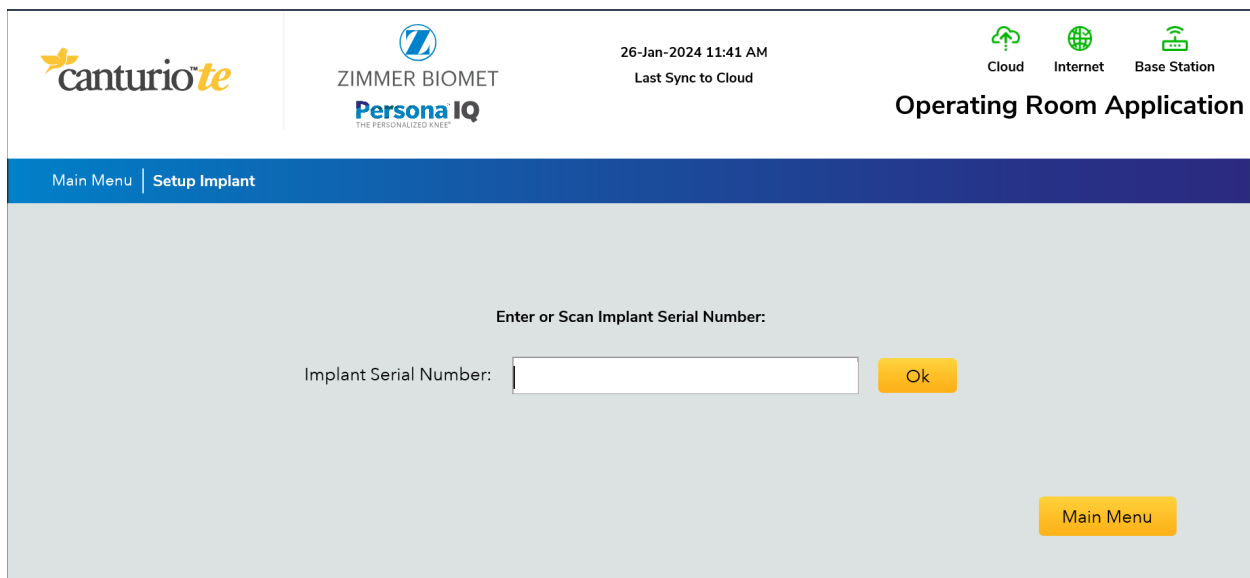 canturio™te
ZIMMER BIOMET
Persona IQ
THE PERSONALIZED KNEE®
26-Jan-2024 11:41 AM
Last Sync to Cloud
Cloud
Internet
Base Station
Operating Room Application
Main Menu | Setup Implant
Enter or Scan Implant Serial Number:
Implant Serial Number:
Ok
Main Menu